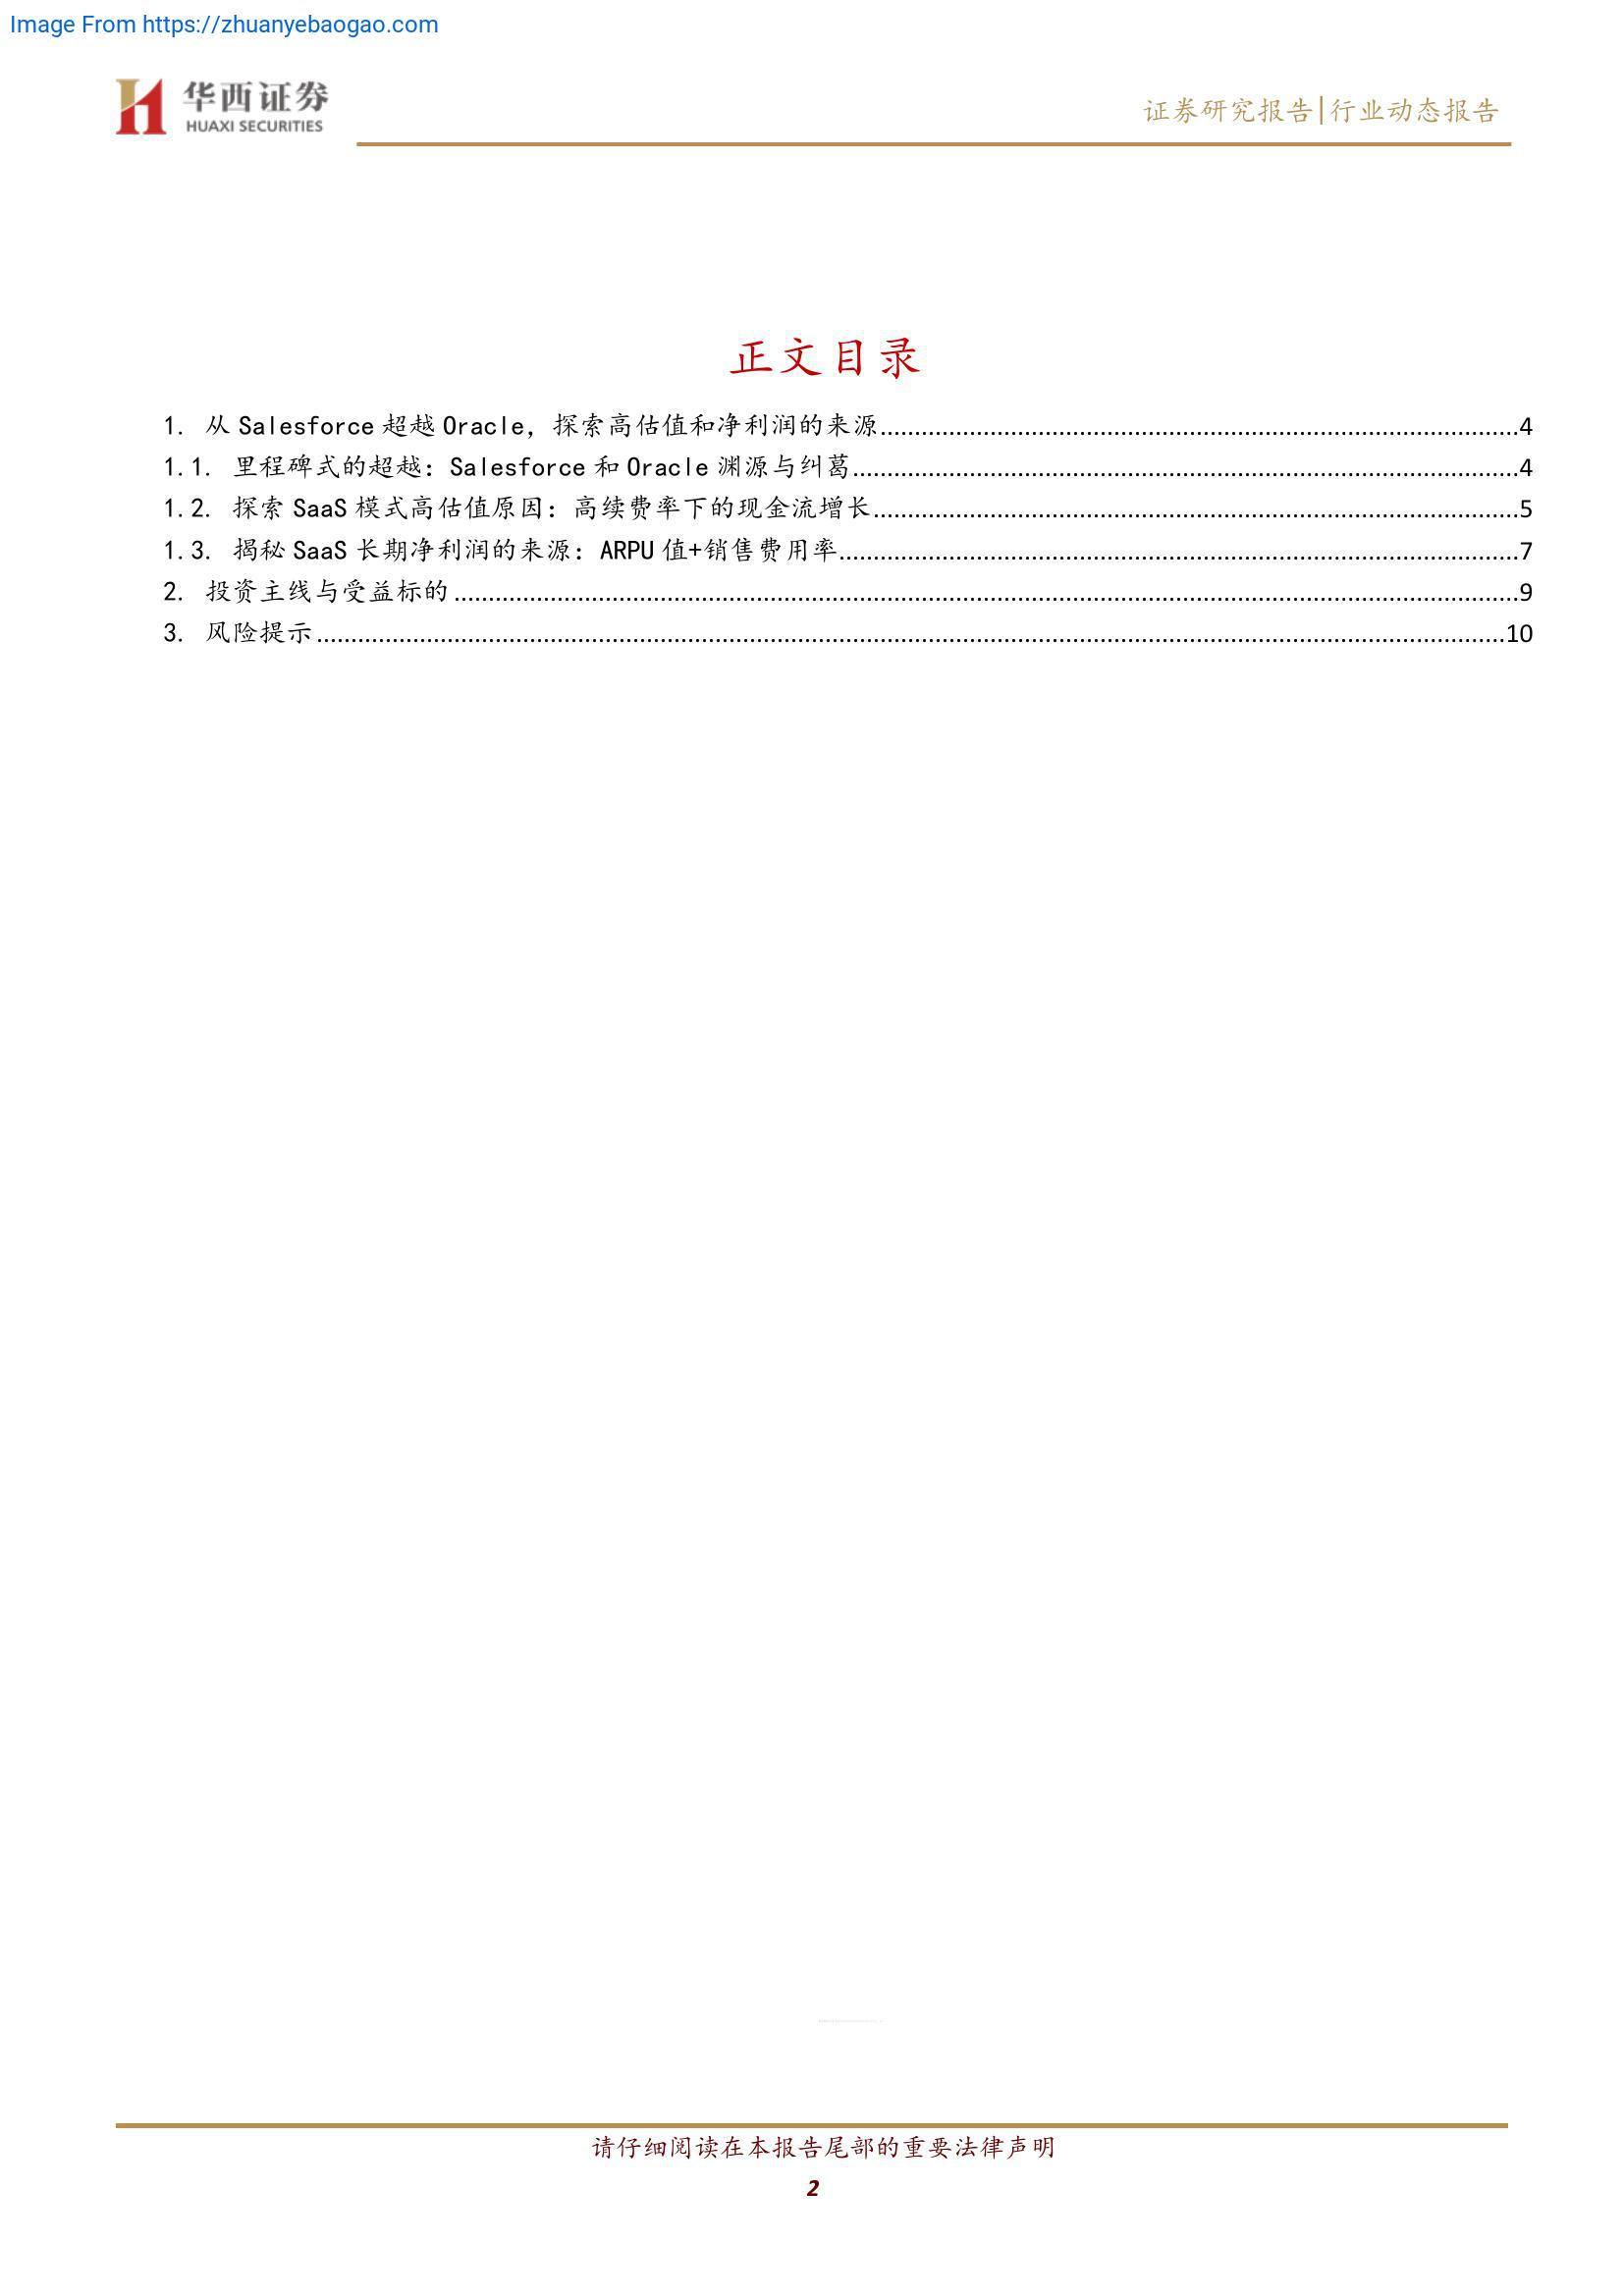 Image From https://zhuanyebaogao.com
华西证券
HUAXI SECURITIES
证券研究报告|行业动态报告
正文目录
1. 从 Salesforce 超越 Oracle，探索高估值和净利润的来源........................4
1.1. 里程碑式的超越：Salesforce 和 Oracle 渊源与纠葛........................4
1.2. 探索 SaaS 模式高估值原因：高续费率下的现金流增长........................5
1.3. 揭秘 SaaS 长期净利润的来源：ARPU 值+销售费用率........................7
2. 投资主线与受益标的........................9
3. 风险提示........................10
请仔细阅读在本报告尾部的重要法律声明
2